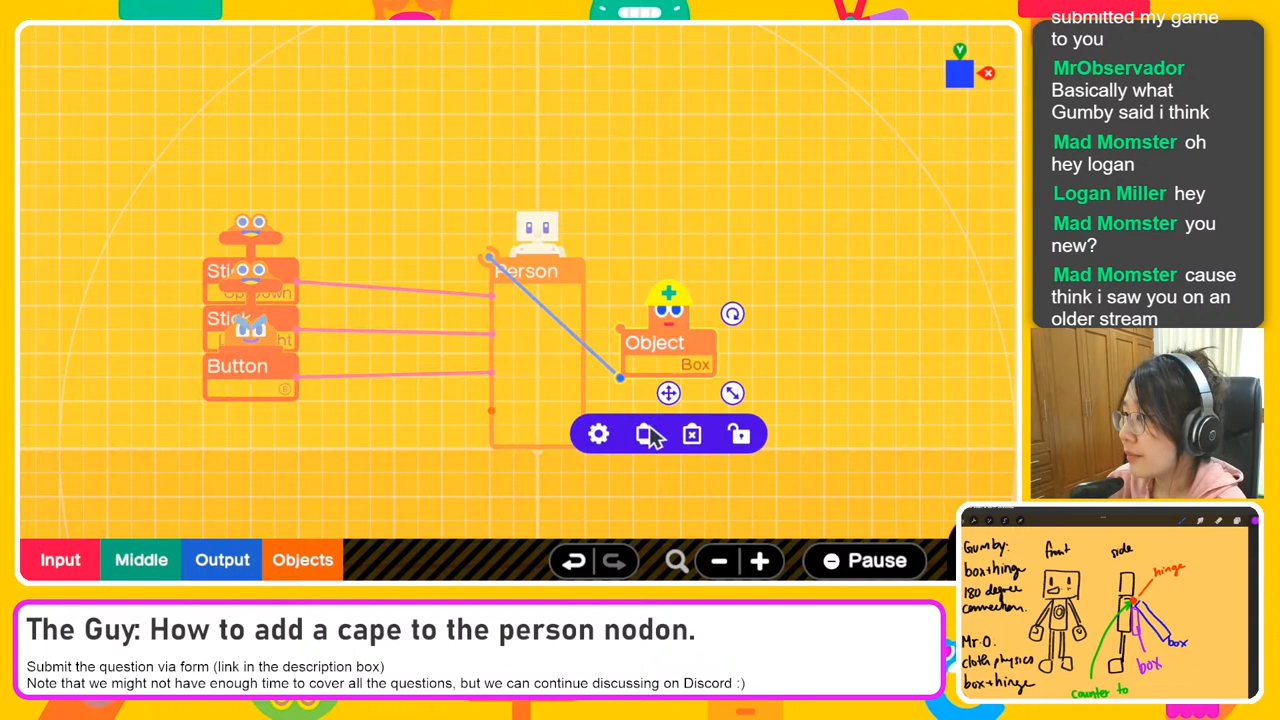 submitted my game
to you
MrObservador
Basically what
Gumby said i think
Mad Momster oh
hey logan
Logan Miller hey
Mad Momster you
new?
Mad Momster cause
think i saw you on an
older stream
Y
X
Person
Stick
Stick
Button
B
Object
Box
Input
Middle
Output
Objects
Pause
The Guy: How to add a cape to the person nodon.
Submit the question via form (link in the description box)
Note that we might not have enough time to cover all the questions, but we can continue discussing on Discord :)
Gumby:
box+hinge
180 degree
connection.
Mr.O.
cloth physics
box+hinge
front
side
hinge
box
box
counter to